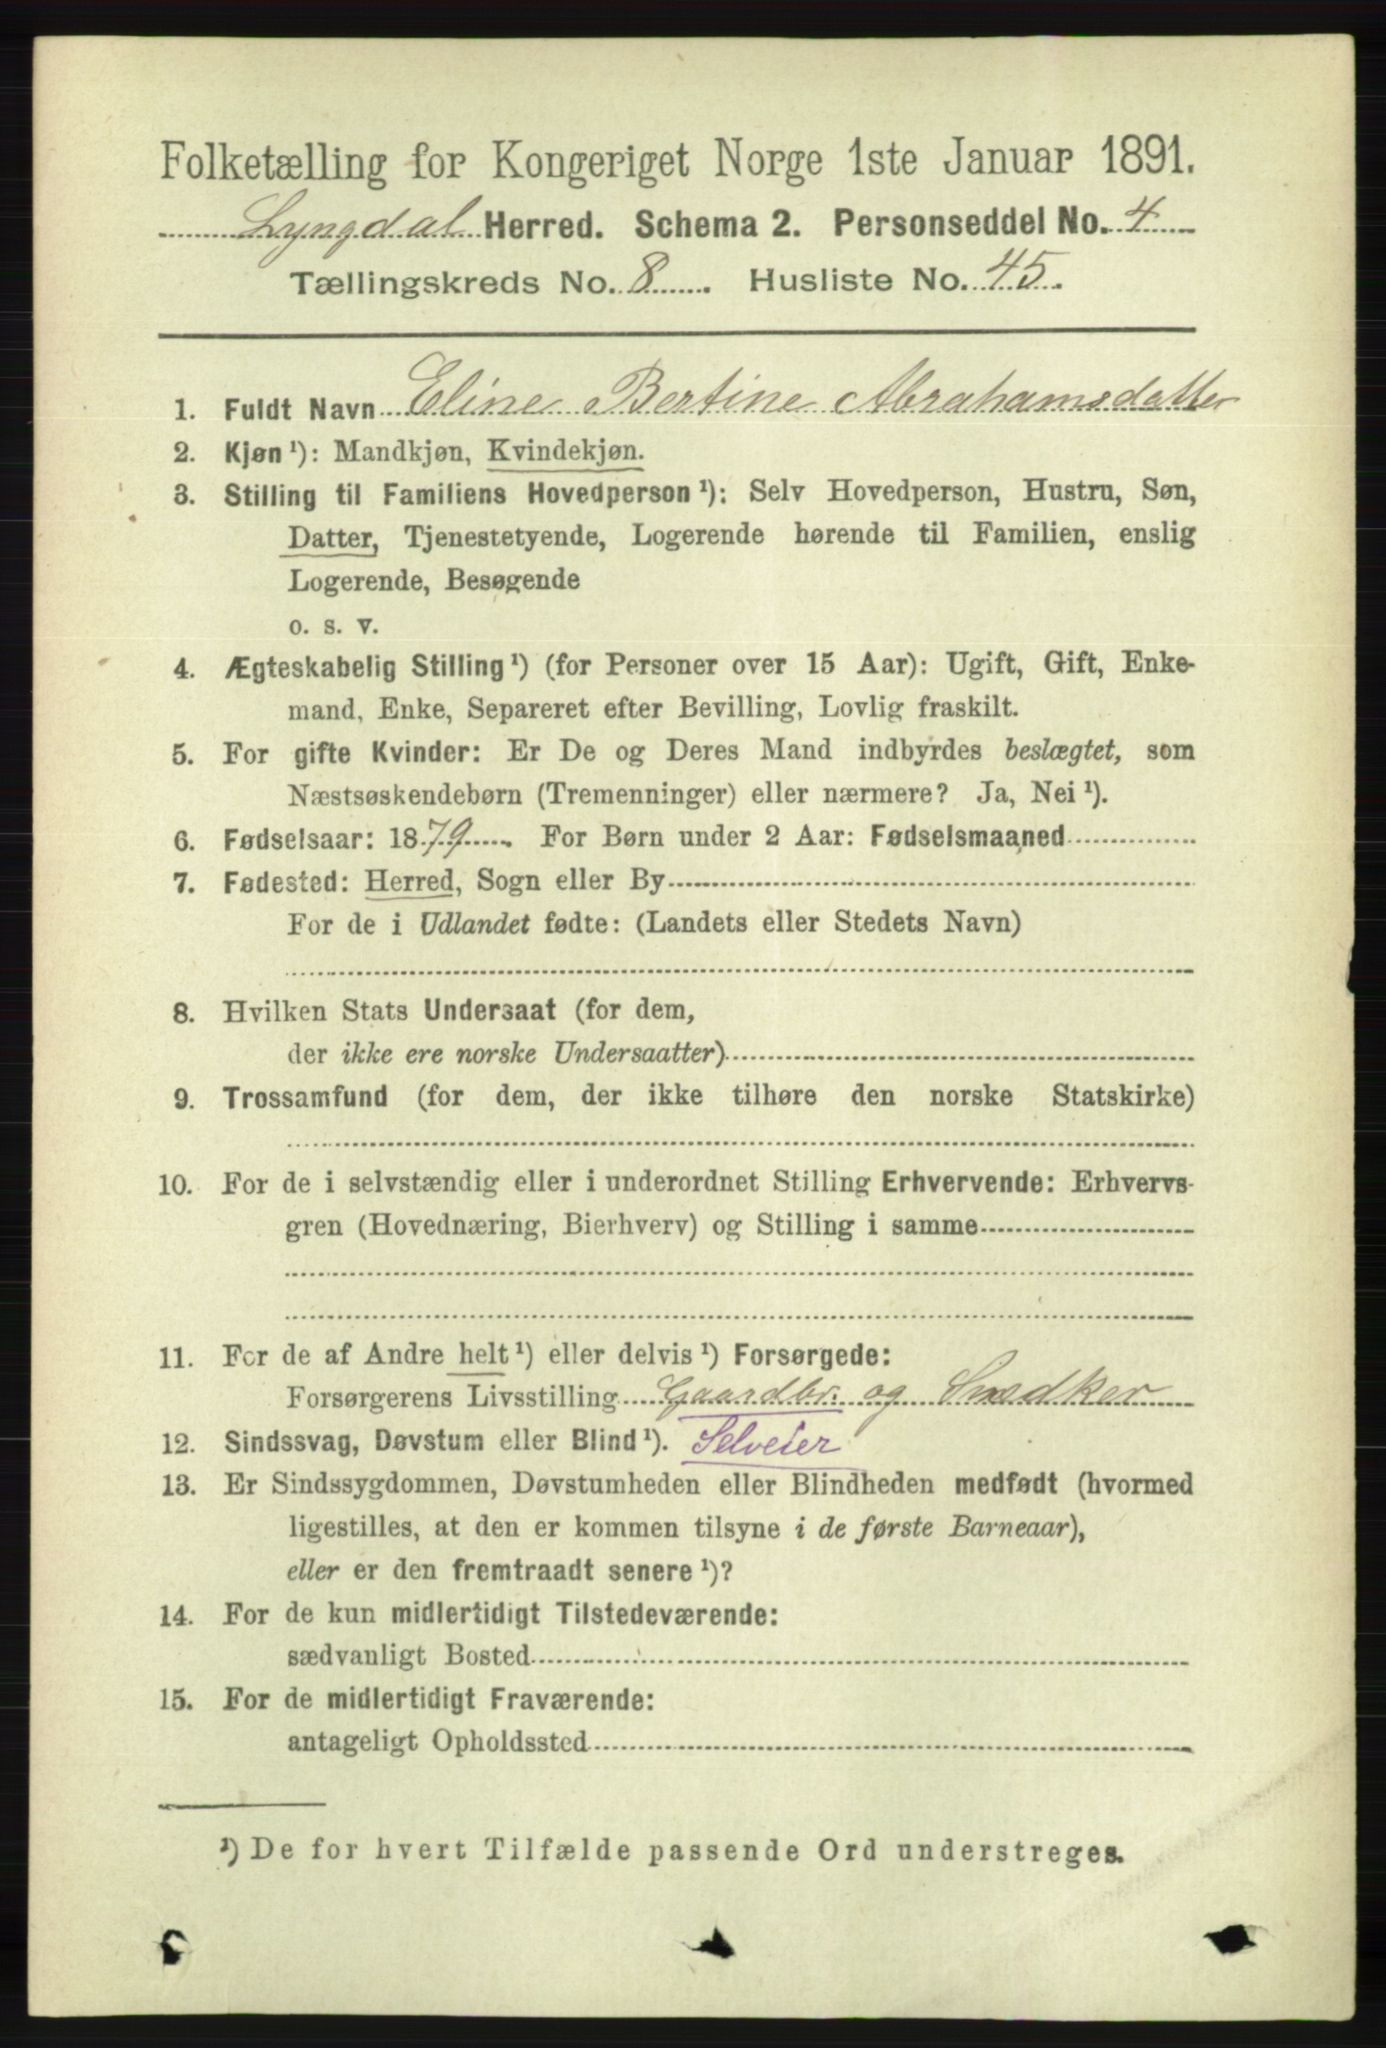 Folketælling for Kongeriget Norge 1ste Januar 1891.
Lyngdal Herred. Schema 2. Personseddel No. 4
Tællingskreds No. 8. Husliste No. 45.
1. Fuldt Navn Eline Bertine Abrahamsdatter
2. Kjøn ¹): Mandkjøn, Kvindekjøn.
3. Stilling til Familiens Hovedperson ¹): Selv Hovedperson, Hustru, Søn,
Datter, Tjenestetyende, Logerende hørende til Familien, enslig
Logerende, Besøgende
o. s. v.
4. Ægteskabelig Stilling ¹) (for Personer over 15 Aar): Ugift, Gift, Enke-
mand, Enke, Separeret efter Bevilling, Lovlig fraskilt.
5. For gifte Kvinder: Er De og Deres Mand indbyrdes beslægtet, som
Næstsøskendebørn (Tremenninger) eller nærmere? Ja, Nei ¹).
6. Fødselsaar: 1879. For Børn under 2 Aar: Fødselsmaaned
7. Fødested: Herred, Sogn eller By
For de i Udlandet fødte: (Landets eller Stedets Navn)
8. Hvilken Stats Undersaat (for dem,
der ikke ere norske Undersaatter)
9. Trossamfund (for dem, der ikke tilhøre den norske Statskirke)
10. For de i selvstændig eller i underordnet Stilling Erhvervende: Erhvervs-
gren (Hovednæring, Bierhverv) og Stilling i samme
11. For de af Andre helt ¹) eller delvis ¹) Forsørgede:
Forsørgerens Livsstilling Gaardbr. og Snedker
12. Sindssvag, Døvstum eller Blind ¹). Selveier
13. Er Sindssygdommen, Døvstumheden eller Blindheden medfødt (hvormed
ligestilles, at den er kommen tilsyne i de første Barneaar),
eller er den fremtraadt senere ¹)?
14. For de kun midlertidigt Tilstedeværende:
sædvanligt Bosted
15. For de midlertidigt Fraværende:
antageligt Opholdssted
¹) De for hvert Tilfælde passende Ord understreges.